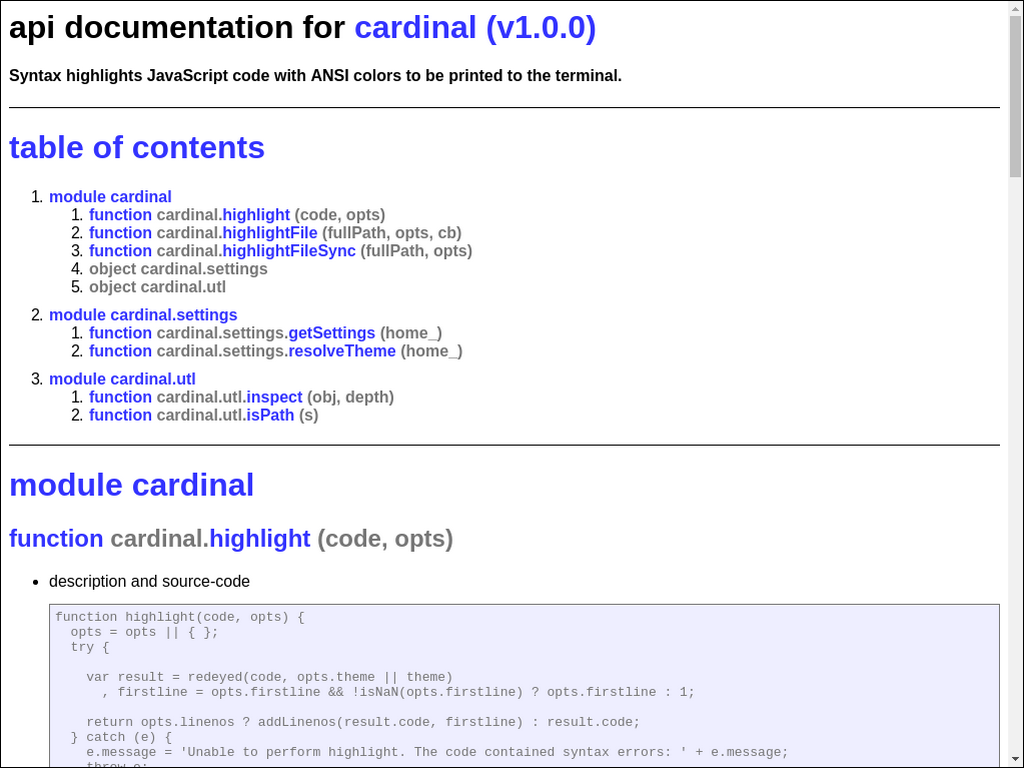 api documentation for cardinal (v1.0.0)
Syntax highlights JavaScript code with ANSI colors to be printed to the terminal.
table of contents
1. module cardinal
1. function cardinal.highlight (code, opts)
2. function cardinal.highlightFile (fullPath, opts, cb)
3. function cardinal.highlightFileSync (fullPath, opts)
4. object cardinal.settings
5. object cardinal.utl
2. module cardinal.settings
1. function cardinal.settings.getSettings (home_)
2. function cardinal.settings.resolveTheme (home_)
3. module cardinal.utl
1. function cardinal.utl.inspect (obj, depth)
2. function cardinal.utl.isPath (s)
module cardinal
function cardinal.highlight (code, opts)
• description and source-code
function highlight(code, opts) {
  opts = opts || { };
  try {
    var result = redeyed(code, opts.theme || theme)
      , firstline = opts.firstline && !isNaN(opts.firstline) ? opts.firstline : 1;
    return opts.linenos ? addLinenos(result.code, firstline) : result.code;
  } catch (e) {
    e.message = 'Unable to perform highlight. The code contained syntax errors: ' + e.message;
    throw e;